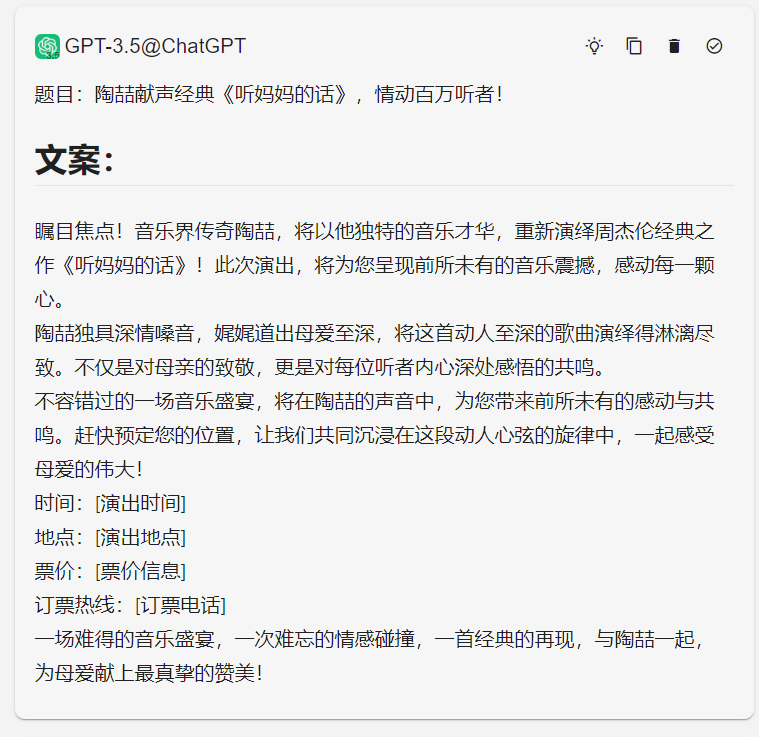 GPT-3.5@ChatGPT
题目：陶喆献声经典《听妈妈的话》，情动百万听者！
文案：
瞩目焦点！音乐界传奇陶喆，将以他独特的音乐才华，重新演绎周杰伦经典之
作《听妈妈的话》！此次演出，将为您呈现前所未有的音乐震撼，感动每一颗
心。
陶喆独具深情嗓音，娓娓道出母爱至深，将这首动人至深的歌曲演绎得淋漓尽
致。不仅是对母亲的致敬，更是对每位听者内心深处感悟的共鸣。
不容错过的一场音乐盛宴，将在陶喆的声音中，为您带来前所未有的感动与共
鸣。赶快预定您的位置，让我们共同沉浸在这段动人心弦的旋律中，一起感受
母爱的伟大！
时间：[演出时间]
地点：[演出地点]
票价：[票价信息]
订票热线：[订票电话]
一场难得的音乐盛宴，一次难忘的情感碰撞，一首经典的再现，与陶喆一起，
为母爱献上最真挚的赞美！